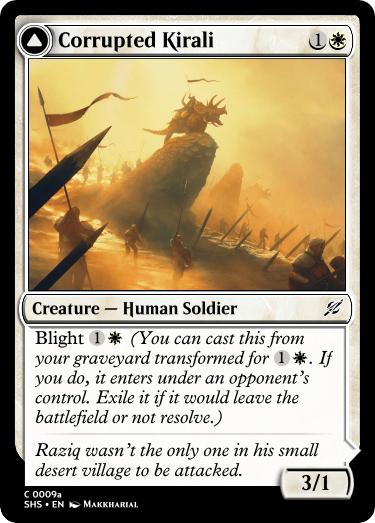 Corrupted Kirali
1
Creature — Human Soldier
Blight 1 (You can cast this from
your graveyard transformed for 1. If
you do, it enters under an opponent's
control. Exile it if it would leave the
battlefield or not resolve.)
Raziq wasn't the only one in his small
desert village to be attacked.
3/1
C 0009a
SHS • EN Makkharial